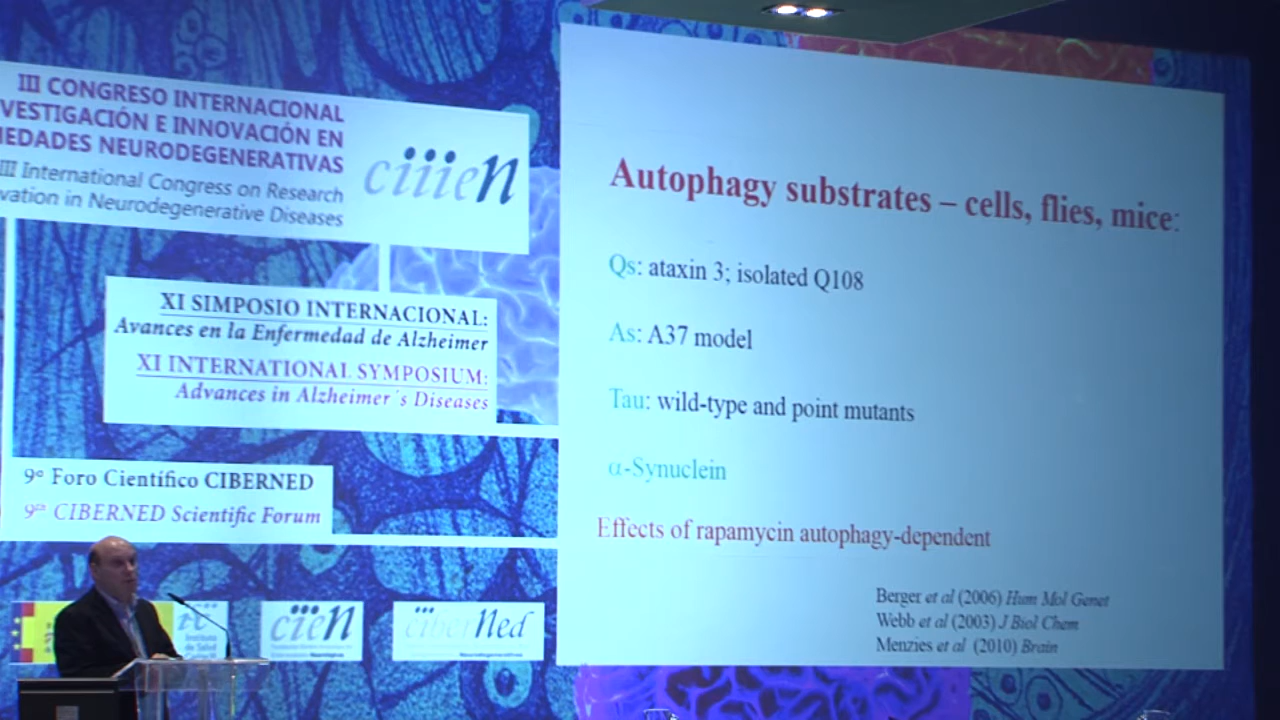 III CONGRESO INTERNACIONAL
VESTIGACIÓN E INNOVACIÓN EN
EDADES NEURODEGENERATIVAS
III International Congress on Research
vation in Neurodegenerative Diseases
ciiien
XI SIMPOSIO INTERNACIONAL:
Avances en la Enfermedad de Alzheimer
XI INTERNATIONAL SYMPOSIUM:
Advances in Alzheimer´s Diseases
9º Foro Científico CIBERNED
9th CIBERNED Scientific Forum
Instituto
de Salud
cien
ciberNed
Autophagy substrates – cells, flies, mice:
Qs: ataxin 3; isolated Q108
As: A37 model
Tau: wild-type and point mutants
α-Synuclein
Effects of rapamycin autophagy-dependent
Berger et al (2006) Hum Mol Genet
Webb et al (2003) J Biol Chem
Menzies et al (2010) Brain